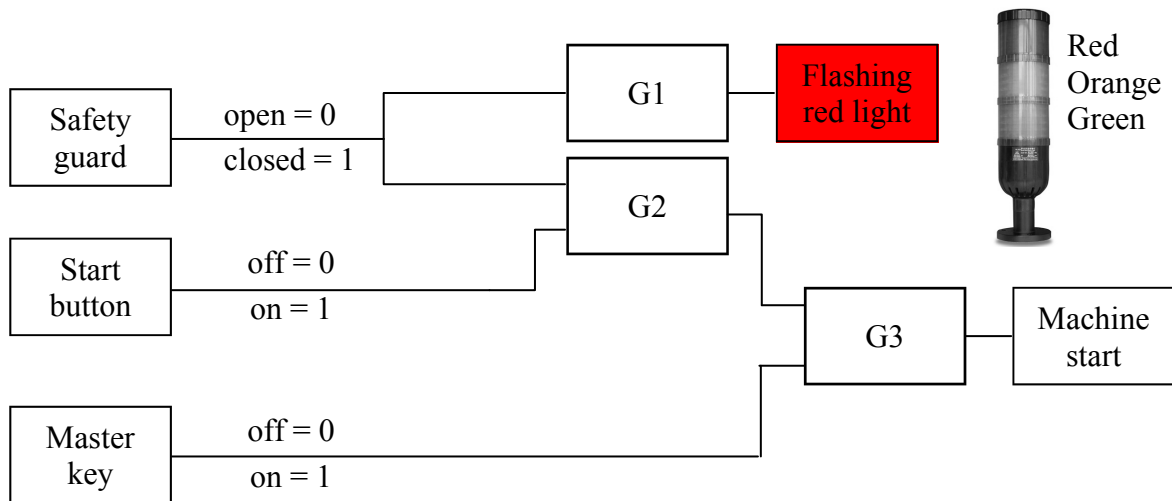 G1
Flashing
red light
Red
Orange
Green
Safety
guard
open = 0
closed = 1
G2
Start
button
off = 0
on = 1
G3
Machine
start
Master
key
off = 0
on = 1